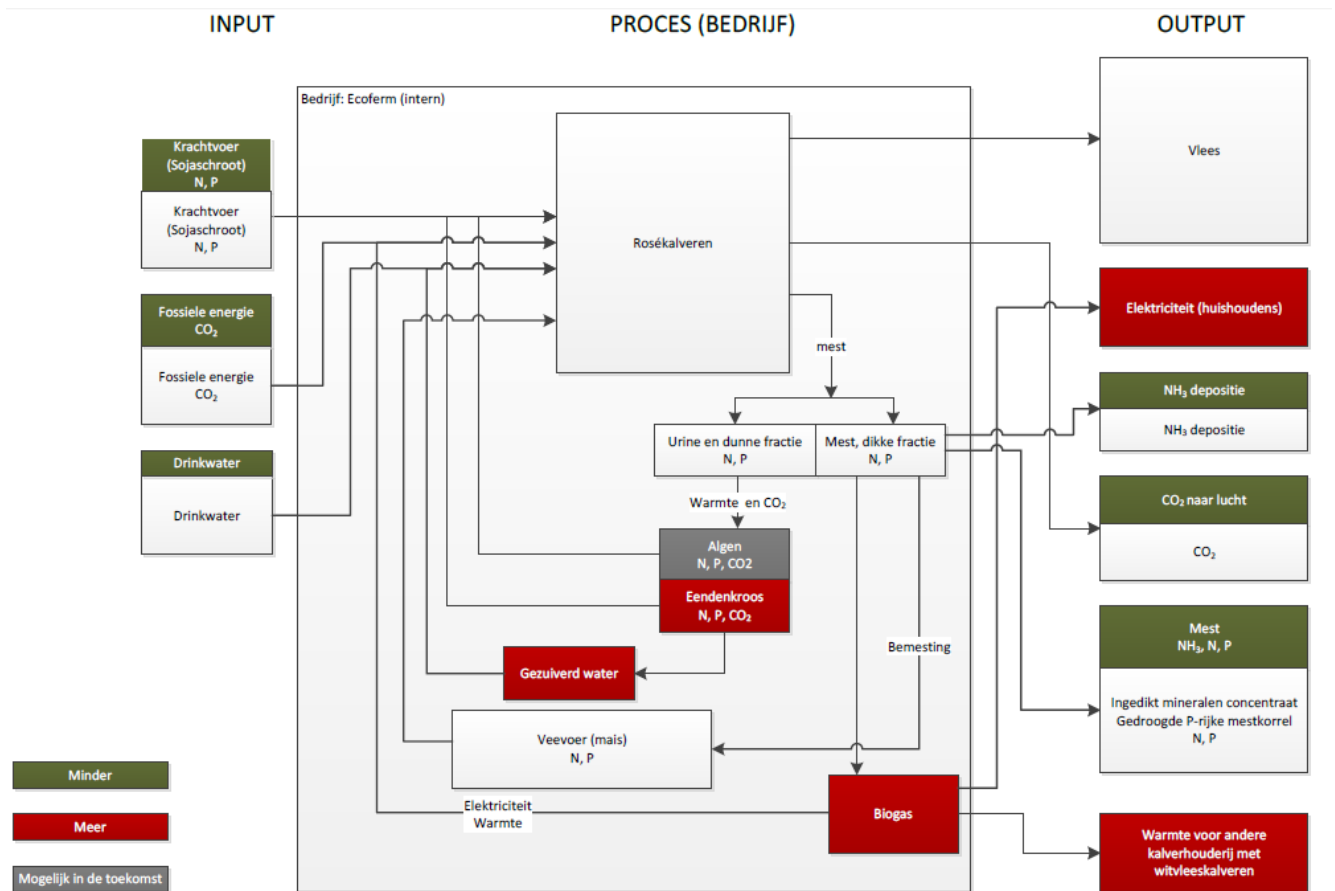 INPUT
PROCES (BEDRIJF)
OUTPUT
Bedrijf: Ecoferm (intern)
Krachtvoer
(Sojaschroot)
N, P
Krachtvoer
(Sojaschroot)
N, P
Fossiele energie
CO₂
Fossiele energie
CO₂
Drinkwater
Drinkwater
Rosékalveren
mest
Urine en dunne fractie
N, P
Mest, dikke fractie
N, P
Warmte en CO₂
Algen
N, P, CO2
Eendenkroos
N, P, CO₂
Bemesting
Gezuiverd water
Veevoer (mais)
N, P
Elektriciteit
Warmte
Biogas
Vlees
Elektriciteit (huishoudens)
NH₃ depositie
NH₃ depositie
CO₂ naar lucht
CO₂
Mest
NH₃, N, P
Ingedikt mineralen concentraat
Gedroogde P-rijke mestkorrel
N, P
Warmte voor andere
kalverhouderij met
witvleeskalveren
Minder
Meer
Mogelijk in de toekomst